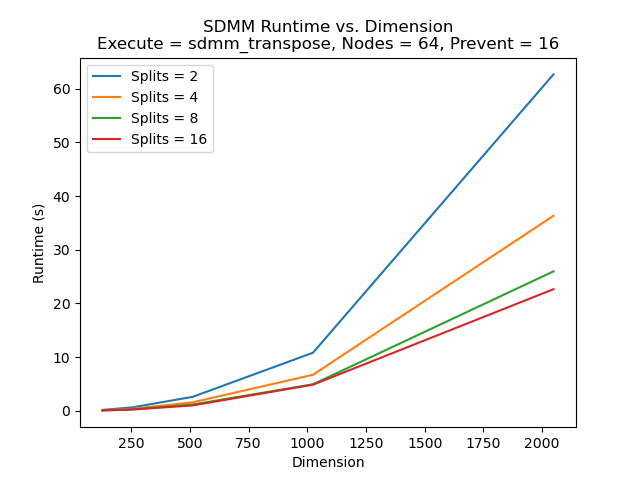 SDMM Runtime vs. Dimension
Execute = sdmm_transpose, Nodes = 64, Prevent = 16
Splits = 2
Splits = 4
Splits = 8
Splits = 16
60
50
40
30
20
10
0
Runtime (s)
250 500 750 1000 1250 1500 1750 2000
Dimension